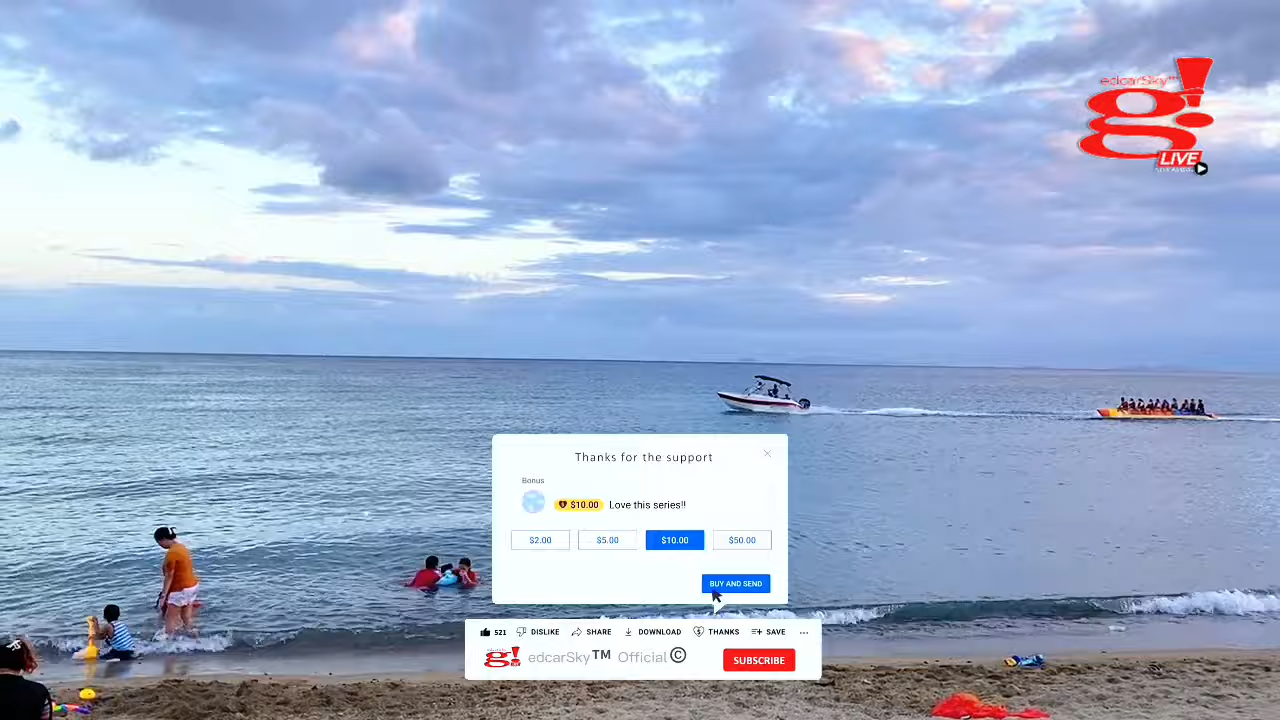 edcarSky™
g!
LIVE
Thanks for the support
Bonus
$10.00 Love this series!!
$2.00 $5.00 $10.00 $50.00
BUY AND SEND
521 DISLIKE SHARE DOWNLOAD THANKS SAVE
g! edcarSky™ Official© SUBSCRIBE